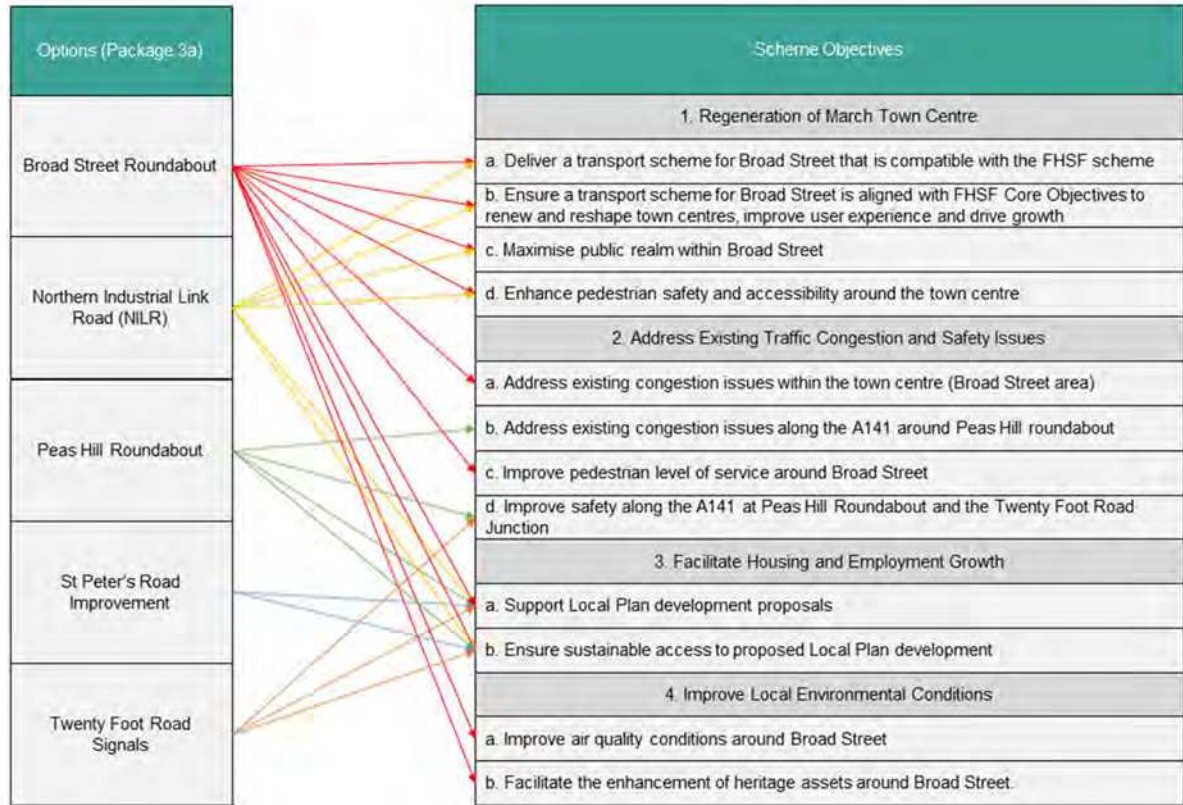 Options (Package 3a)
Scheme Objectives
Broad Street Roundabout
Northern Industrial Link
Road (NILR)
Peas Hill Roundabout
St Peter's Road
Improvement
Twenty Foot Road
Signals
1. Regeneration of March Town Centre
a. Deliver a transport scheme for Broad Street that is compatible with the FHSF scheme
b. Ensure a transport scheme for Broad Street is aligned with FHSF Core Objectives to
renew and reshape town centres, improve user experience and drive growth
c. Maximise public realm within Broad Street
d. Enhance pedestrian safety and accessibility around the town centre
2. Address Existing Traffic Congestion and Safety Issues
a. Address existing congestion issues within the town centre (Broad Street area)
b. Address existing congestion issues along the A141 around Peas Hill roundabout
c. Improve pedestrian level of service around Broad Street
d. Improve safety along the A141 at Peas Hill Roundabout and the Twenty Foot Road
Junction
3. Facilitate Housing and Employment Growth
a. Support Local Plan development proposals
b. Ensure sustainable access to proposed Local Plan development
4. Improve Local Environmental Conditions
a. Improve air quality conditions around Broad Street
b. Facilitate the enhancement of heritage assets around Broad Street.